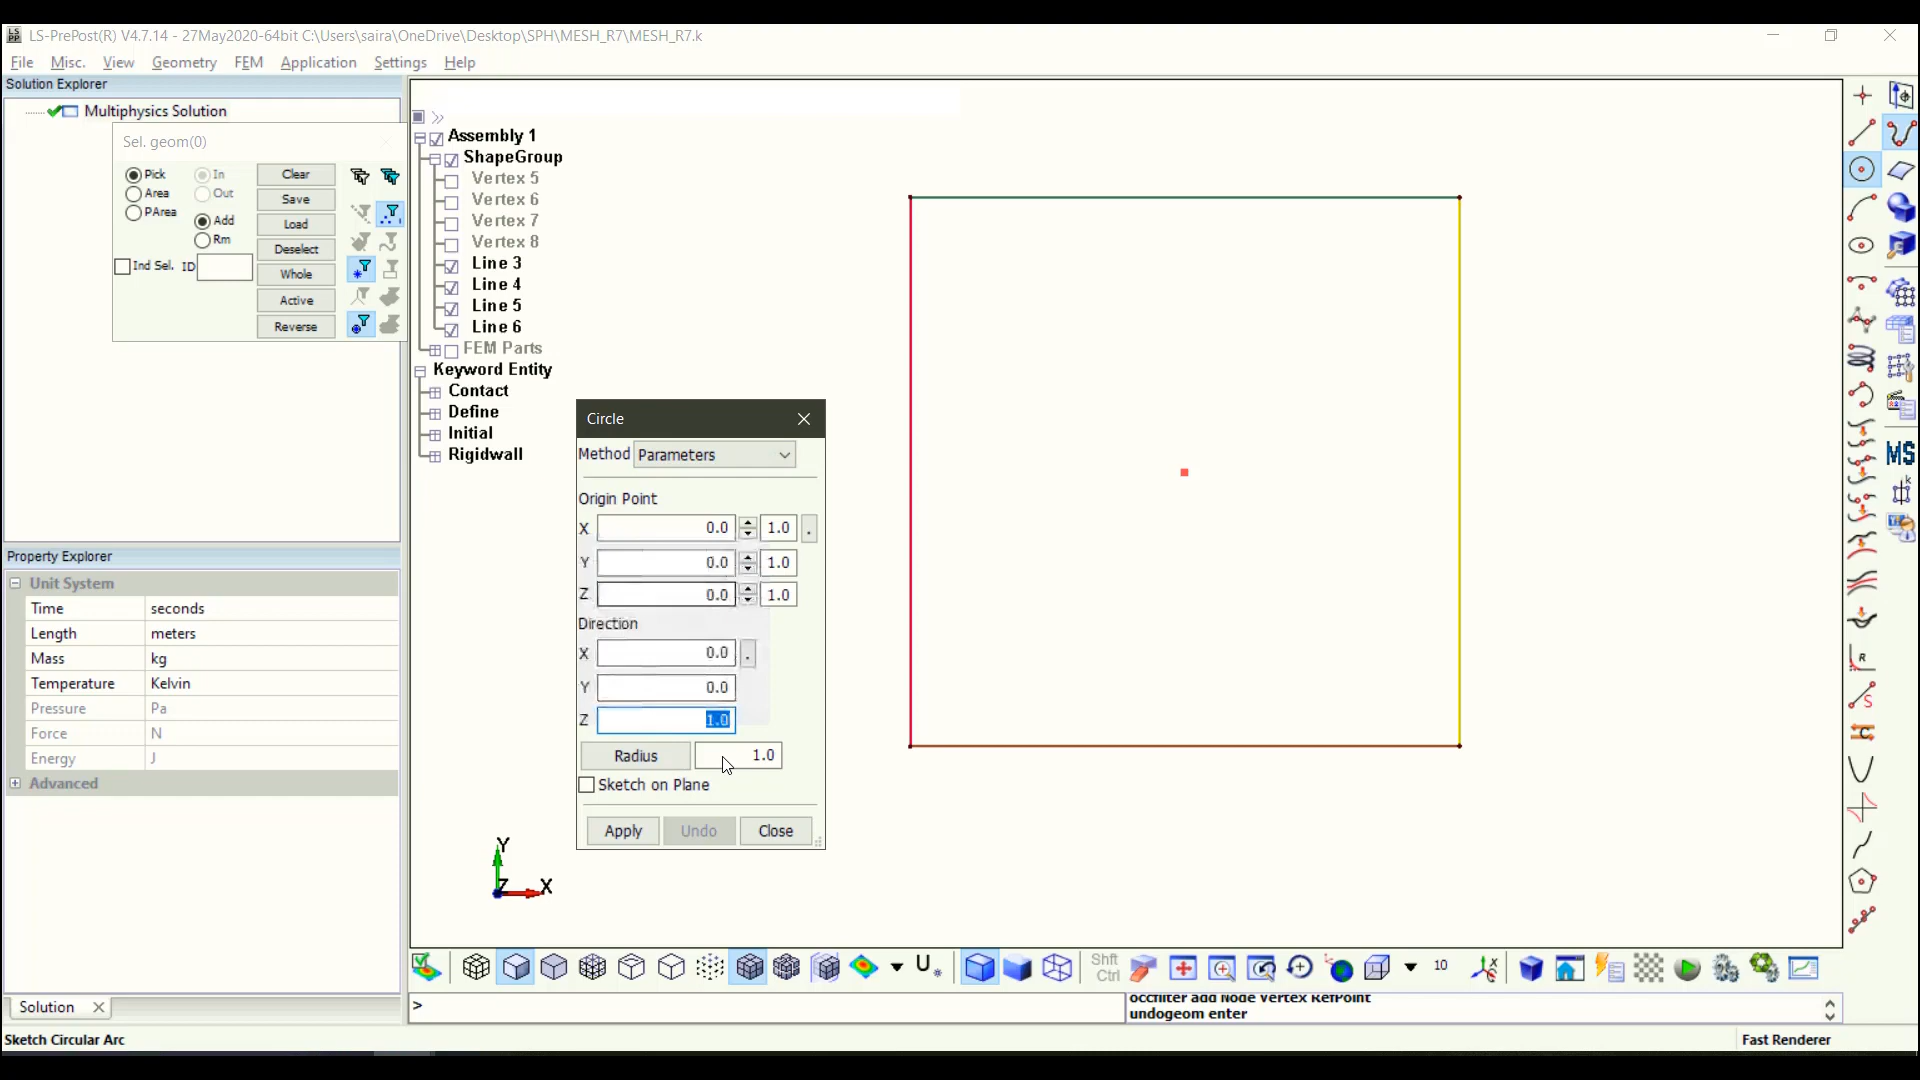 LS-PrePost(R) V4.7.14 - 27May2020-64bit C:\Users\saira\OneDrive\Desktop\SPH\MESH_R7\MESH_R7.k
File Misc. View Geometry FEM Application Settings Help
Solution Explorer
Multiphysics Solution
Sel. geom(0)
Pick In Clear
Area Out Save
PArea Add Load
Rm Deselect
Ind Sel. ID Whole
Active
Reverse
Assembly 1
ShapeGroup
Vertex 5
Vertex 6
Vertex 7
Vertex 8
Line 3
Line 4
Line 5
Line 6
FEM Parts
Keyword Entity
Contact
Define
Initial
Rigidwall
Circle
Method Parameters
Origin Point
X 0.0 1.0 .
Y 0.0 1.0
Z 0.0 1.0
Direction
X 0.0 .
Y 0.0
Z 1.0
Radius 1.0
Sketch on Plane
Apply Undo Close
Property Explorer
Unit System
Time seconds
Length meters
Mass kg
Temperature Kelvin
Pressure Pa
Force N
Energy J
Advanced
Y
Z X
R
S
C
MS
k
U
Shft
Ctrl
10
Solution
>
occfilter add Node Vertex RefPoint
undogeom enter
Sketch Circular Arc
Fast Renderer